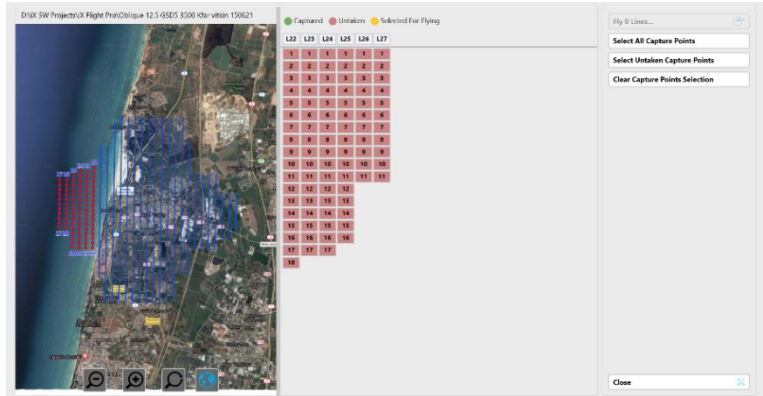 D:\iX SW Projects\iX Flight Pro\Oblique 12.5 GSD5 3500 Kfar vitkin 150621
Captured Untaken Selected For Flying
L22 L23 L24 L25 L26 L27
1 1 1 1 1 1
2 2 2 2 2 2
3 3 3 3 3 3
4 4 4 4 4 4
5 5 5 5 5 5
6 6 6 6 6 6
7 7 7 7 7 7
8 8 8 8 8 8
9 9 9 9 9 9
10 10 10 10 10 10
11 11 11 11 11 11
12 12 12 12
13 13 13 13
14 14 14 14
15 15 15 15
16 16 16 16
17 17 17
18
Fly 0 Lines...
Select All Capture Points
Select Untaken Capture Points
Clear Capture Points Selection
Close